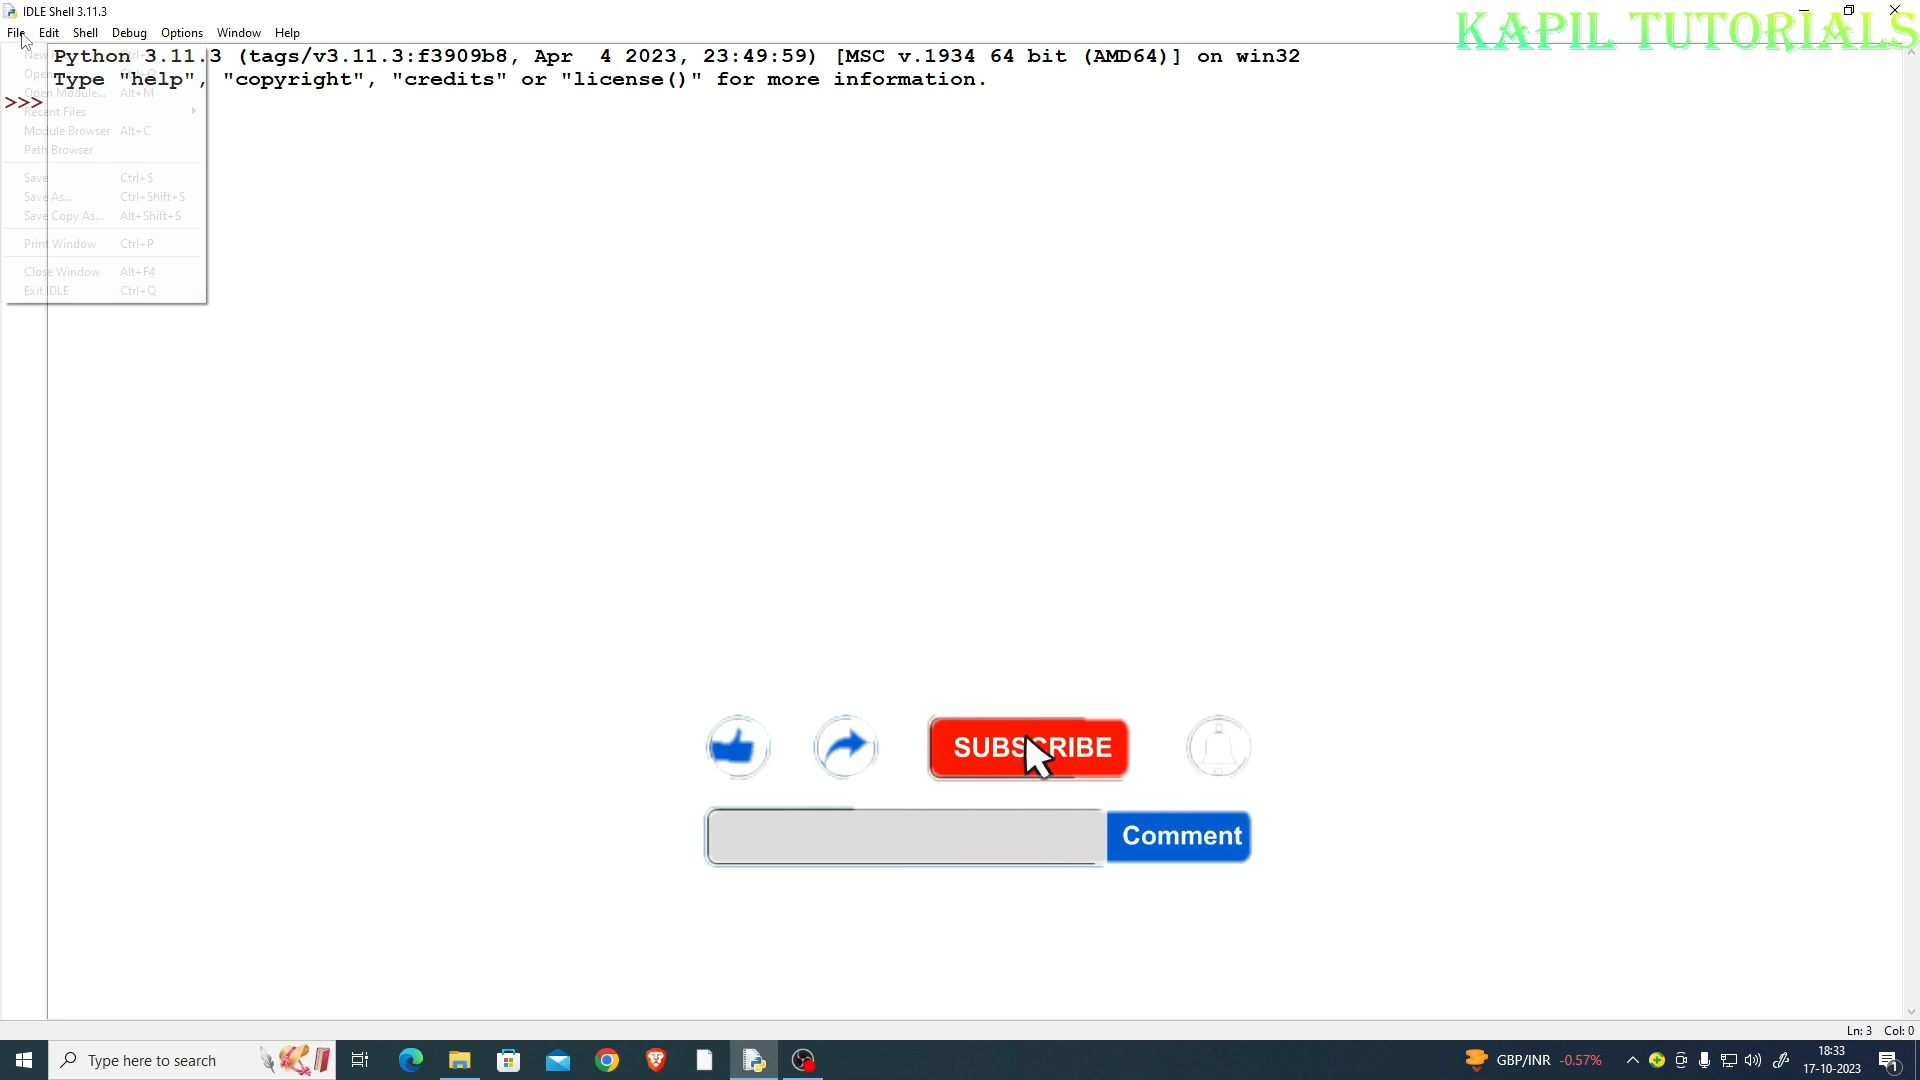 IDLE Shell 3.11.3
KAPIL TUTORIALS
File Edit Shell Debug Options Window Help
Python 3.11.3 (tags/v3.11.3:f3909b8, Apr  4 2023, 23:49:59) [MSC v.1934 64 bit (AMD64)] on win32
Type "help", "copyright", "credits" or "license()" for more information.
>>>
Open Module... Alt+M
Recent Files
Module Browser Alt+C
Path Browser
Save Ctrl+S
Save As... Ctrl+Shift+S
Save Copy As... Alt+Shift+S
Print Window Ctrl+P
Close Window Alt+F4
Exit IDLE Ctrl+Q
SUBSCRIBE
Comment
Ln: 3 Col: 0
Type here to search
GBP/INR -0.57%
18:33
17-10-2023
1